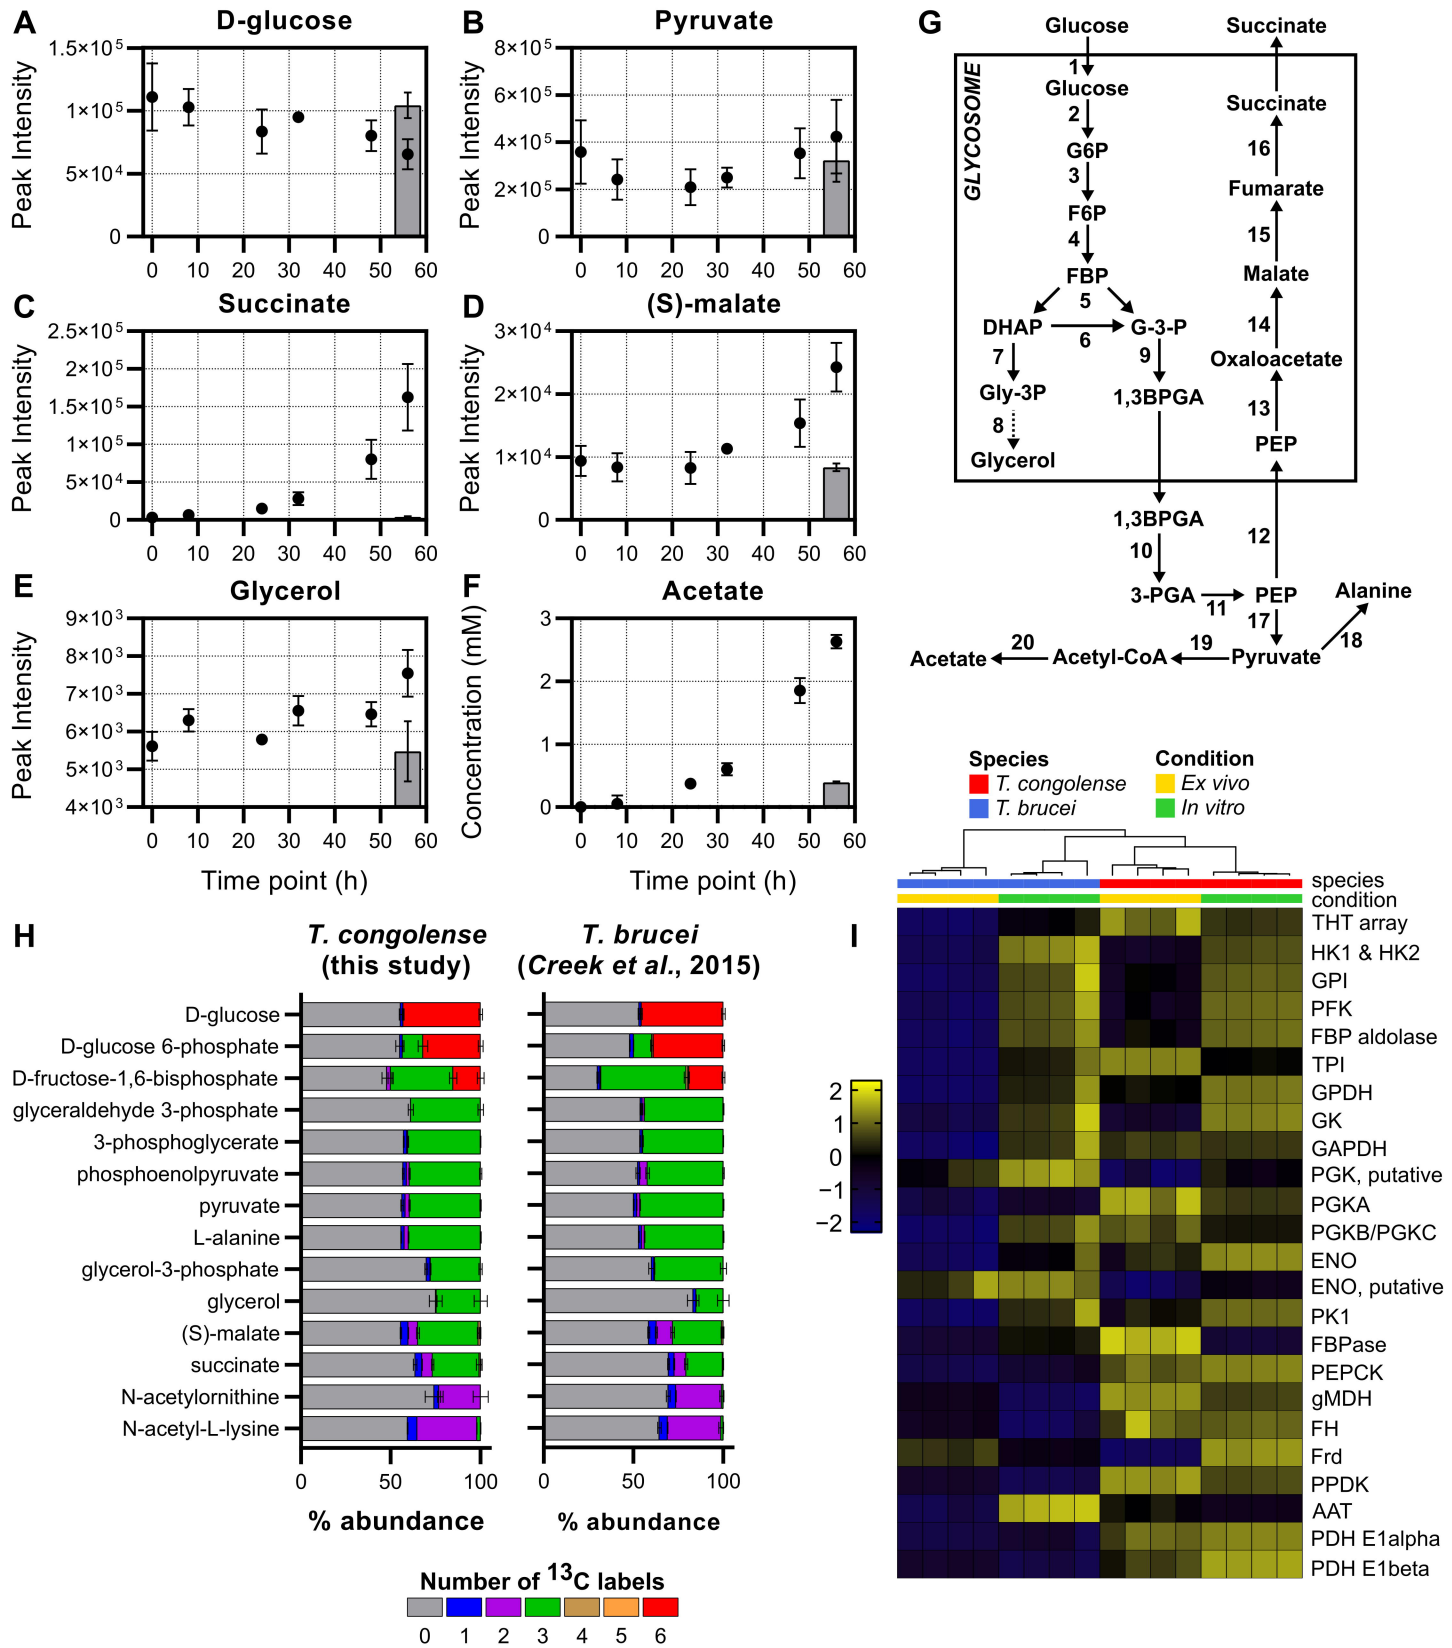 A
D-glucose
Peak Intensity
1.5×10⁵
1×10⁵
5×10⁴
0
0 10 20 30 40 50 60
B
Pyruvate
Peak Intensity
8×10⁵
6×10⁵
4×10⁵
2×10⁵
0
0 10 20 30 40 50 60
C
Succinate
Peak Intensity
2.5×10⁵
2×10⁵
1.5×10⁵
1×10⁵
5×10⁴
0
0 10 20 30 40 50 60
D
(S)-malate
Peak Intensity
3×10⁴
2×10⁴
1×10⁴
0
0 10 20 30 40 50 60
E
Glycerol
Peak Intensity
9×10³
8×10³
7×10³
6×10³
5×10³
4×10³
0 10 20 30 40 50 60
Time point (h)
F
Acetate
Concentration (mM)
3
2
1
0
0 10 20 30 40 50 60
Time point (h)
G
GLYCOSOME
Glucose
1
Glucose
2
G6P
3
F6P
4
FBP
5
DHAP
6
G-3-P
7
Gly-3P
8
Glycerol
9
1,3BPGA
1,3BPGA
10
3-PGA
11
PEP
12
PEP
13
Oxaloacetate
14
Malate
15
Fumarate
16
Succinate
Succinate
17
Pyruvate
18
Alanine
19
Acetyl-CoA
20
Acetate
H
T. congolense
(this study)
T. brucei
(Creek et al., 2015)
D-glucose
D-glucose 6-phosphate
D-fructose-1,6-bisphosphate
glyceraldehyde 3-phosphate
3-phosphoglycerate
phosphoenolpyruvate
pyruvate
L-alanine
glycerol-3-phosphate
glycerol
(S)-malate
succinate
N-acetylornithine
N-acetyl-L-lysine
0 50 100
0 50 100
% abundance
% abundance
Number of ¹³C labels
0 1 2 3 4 5 6
I
Species
T. congolense
T. brucei
Condition
Ex vivo
In vitro
species
condition
THT array
HK1 & HK2
GPI
PFK
FBP aldolase
TPI
GPDH
GK
GAPDH
PGK, putative
PGKA
PGKB/PGKC
ENO
ENO, putative
PK1
FBPase
PEPCK
gMDH
FH
Frd
PPDK
AAT
PDH E1alpha
PDH E1beta
2
1
0
−1
−2